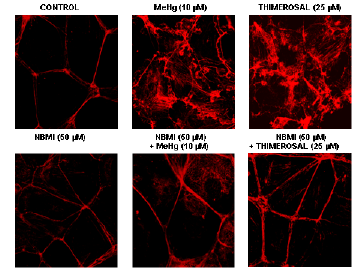 CONTROL
MeHg (10 µM)
THIMEROSAL (25 µM)
NBMI (50 µM)
NBMI (50 µM)
+ MeHg (10 µM)
NBMI (50 µM)
+ THIMEROSAL (25 µM)